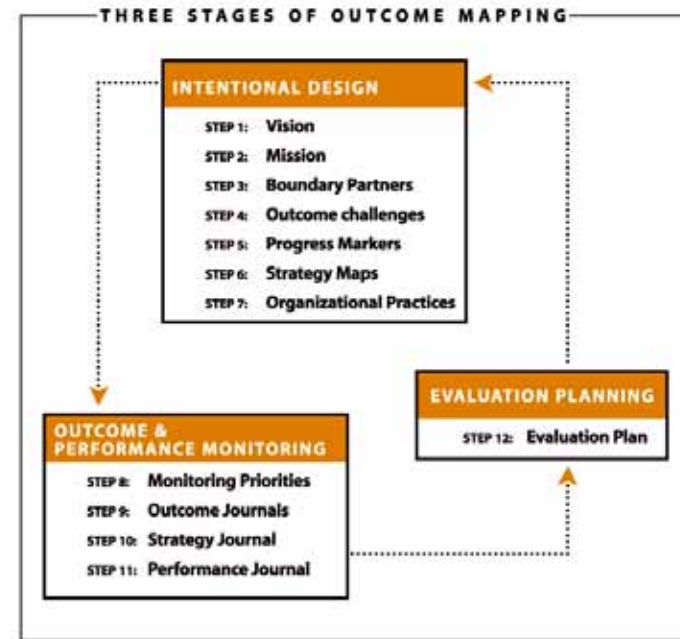 THREE STAGES OF OUTCOME MAPPING
INTENTIONAL DESIGN
STEP 1: Vision
STEP 2: Mission
STEP 3: Boundary Partners
STEP 4: Outcome challenges
STEP 5: Progress Markers
STEP 6: Strategy Maps
STEP 7: Organizational Practices
OUTCOME &
PERFORMANCE MONITORING
STEP 8: Monitoring Priorities
STEP 9: Outcome Journals
STEP 10: Strategy Journal
STEP 11: Performance Journal
EVALUATION PLANNING
STEP 12: Evaluation Plan